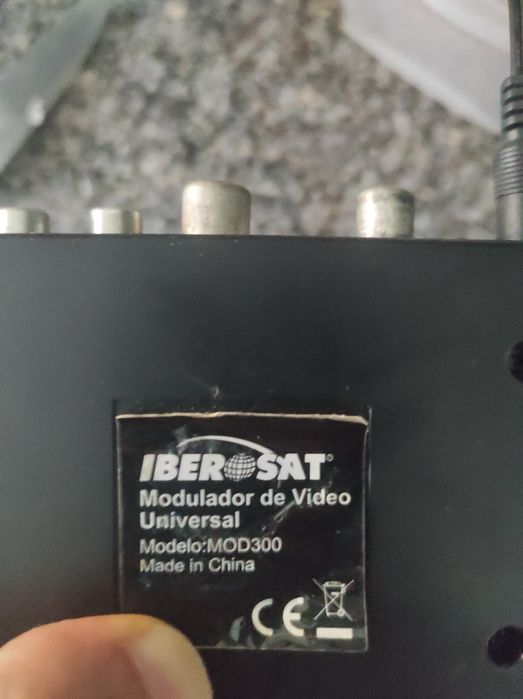 IBEROSAT®
Modulador de Video
Universal
Modelo:MOD300
Made in China
CE